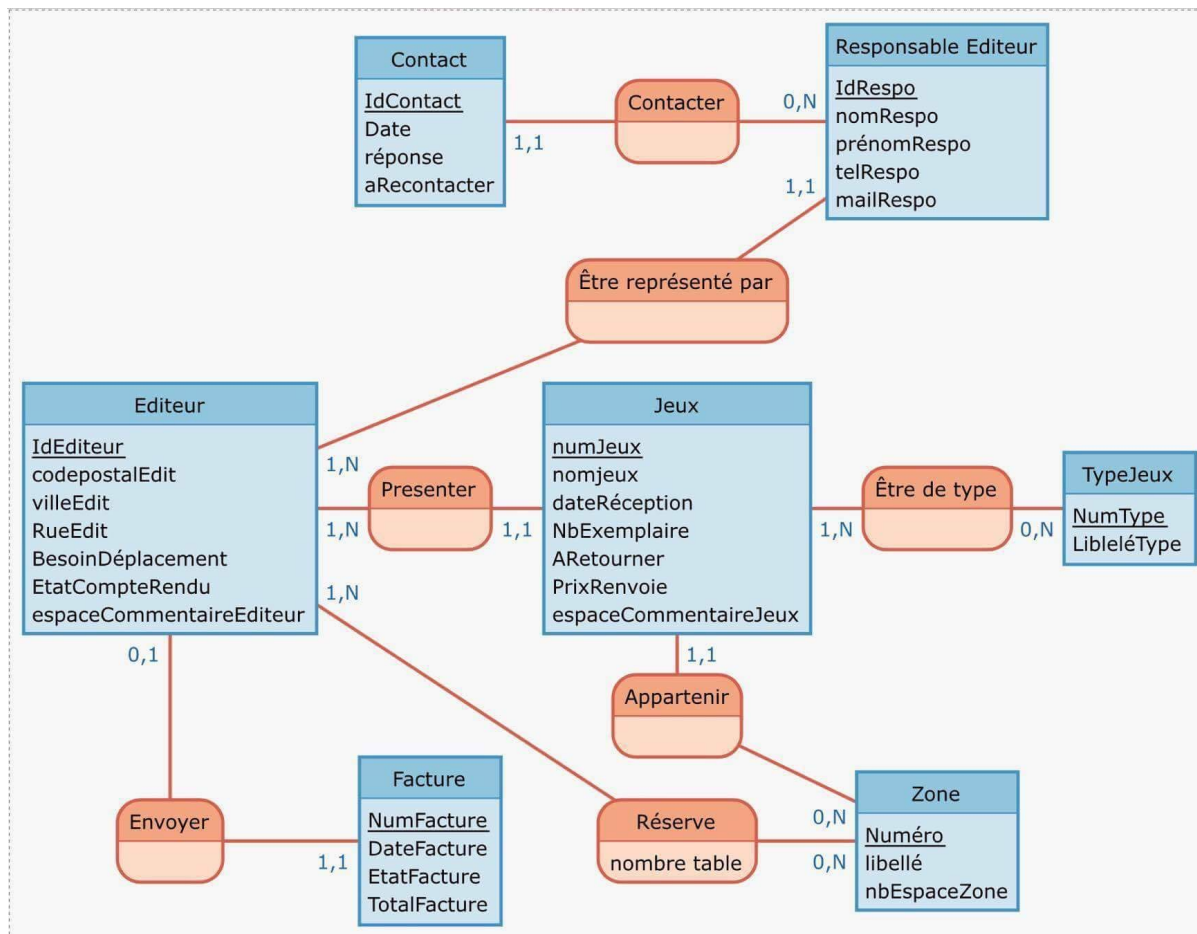 Contact
IdContact
Date
réponse
aRecontacter
1,1
Contacter
0,N
Responsable Editeur
IdRespo
nomRespo
prénomRespo
telRespo
mailRespo
1,1
Être représenté par
Editeur
IdEditeur
codepostalEdit
villeEdit
RueEdit
BesoinDéplacement
EtatCompteRendu
espaceCommentaireEditeur
1,N
1,N
1,N
0,1
Presenter
1,1
Jeux
numJeux
nomjeux
dateRéception
NbExemplaire
ARetourner
PrixRenvoie
espaceCommentaireJeux
1,N
1,1
Être de type
0,N
TypeJeux
NumType
LibleléType
Appartenir
0,N
Envoyer
1,1
Facture
NumFacture
DateFacture
EtatFacture
TotalFacture
Réserve
nombre table
0,N
Zone
Numéro
libellé
nbEspaceZone